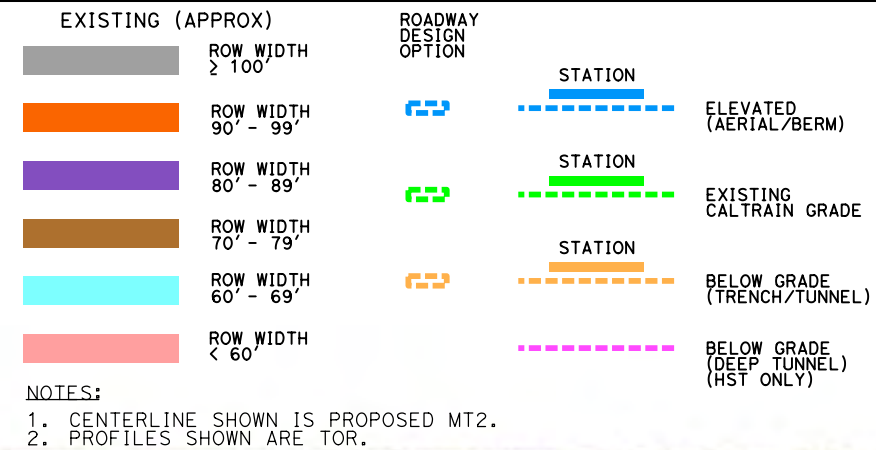 EXISTING (APPROX)
ROW WIDTH
≥ 100'
ROW WIDTH
90' - 99'
ROW WIDTH
80' - 89'
ROW WIDTH
70' - 79'
ROW WIDTH
60' - 69'
ROW WIDTH
< 60'
ROADWAY
DESIGN
OPTION
STATION
ELEVATED
(AERIAL/BERM)
STATION
EXISTING
CALTRAIN GRADE
STATION
BELOW GRADE
(TRENCH/TUNNEL)
BELOW GRADE
(DEEP TUNNEL)
(HST ONLY)
NOTES:
1. CENTERLINE SHOWN IS PROPOSED MT2.
2. PROFILES SHOWN ARE TOR.